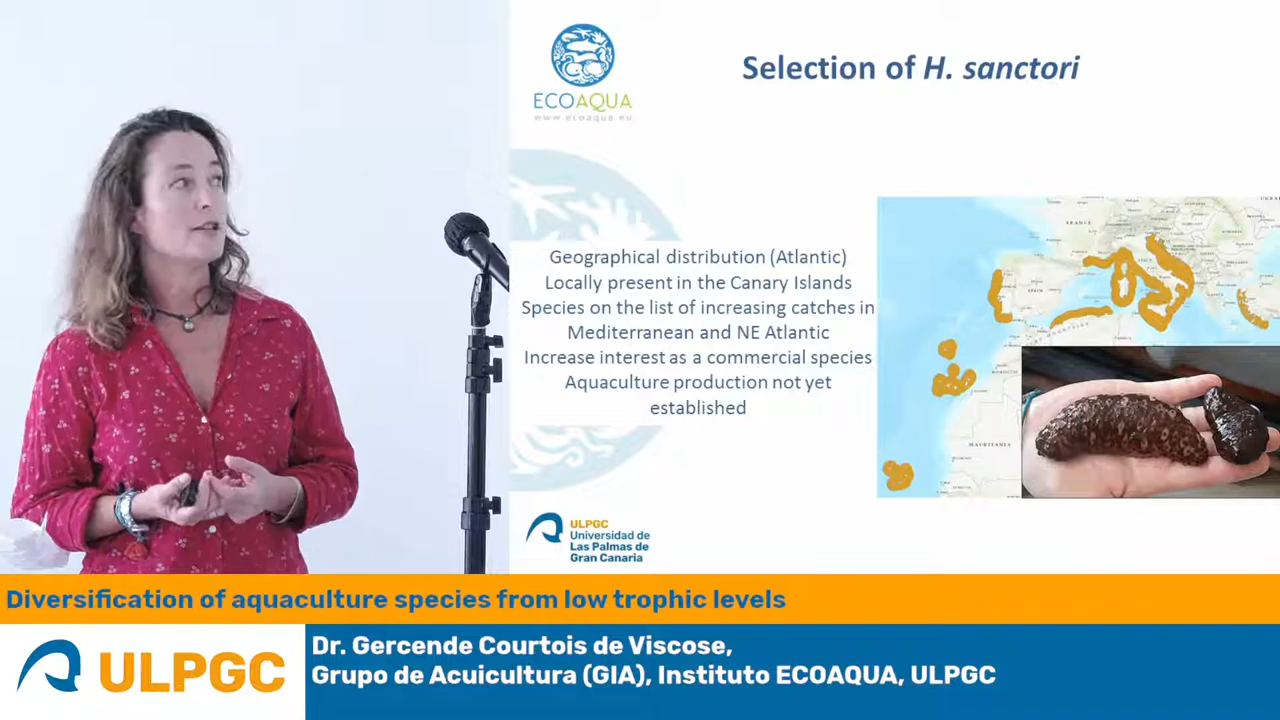 ECOAQUA
www.ecoaqua.eu
Selection of H. sanctori
Geographical distribution (Atlantic)
Locally present in the Canary Islands
Species on the list of increasing catches in
Mediterranean and NE Atlantic
Increase interest as a commercial species
Aquaculture production not yet
established
FRANCE
SPAIN
MAURITANIA
ULPGC
Universidad de
Las Palmas de
Gran Canaria
Diversification of aquaculture species from low trophic levels
ULPGC
Dr. Gercende Courtois de Viscose,
Grupo de Acuicultura (GIA), Instituto ECOAQUA, ULPGC